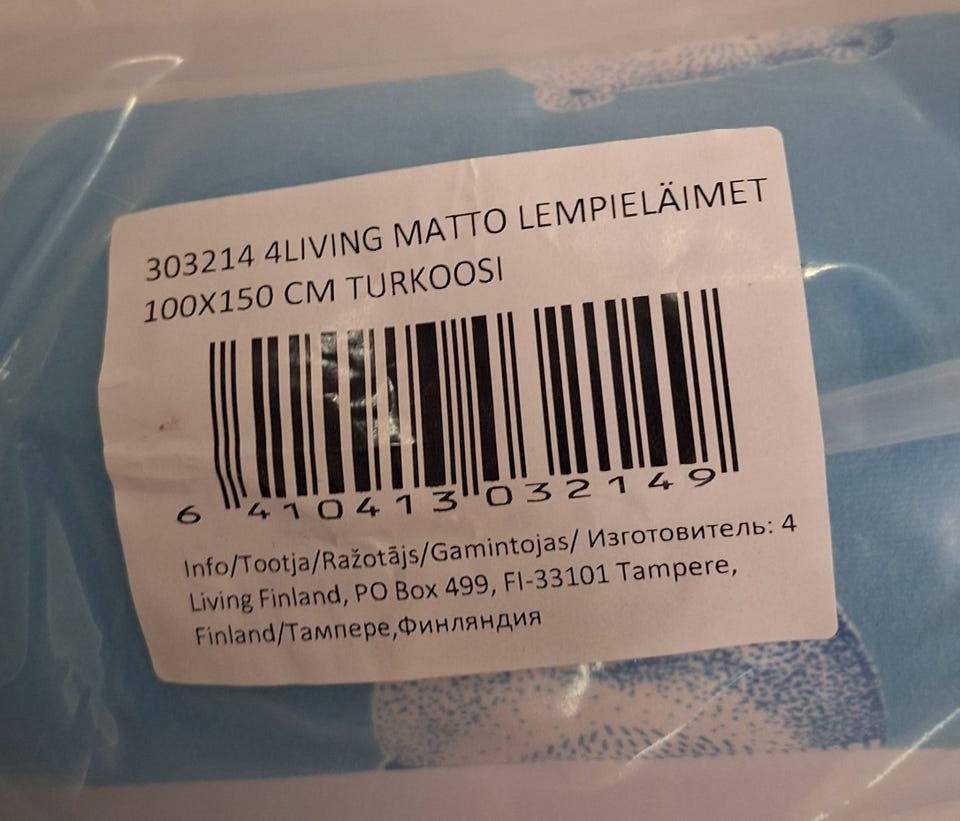 303214 4LIVING MATTO LEMPIELÄIMET
100X150 CM TURKOOSI
6 410413 032149
Info/Tootja/Ražotājs/Gamintojas/ Изготовитель: 4
Living Finland, PO Box 499, FI-33101 Tampere,
Finland/Тампере,Финляндия